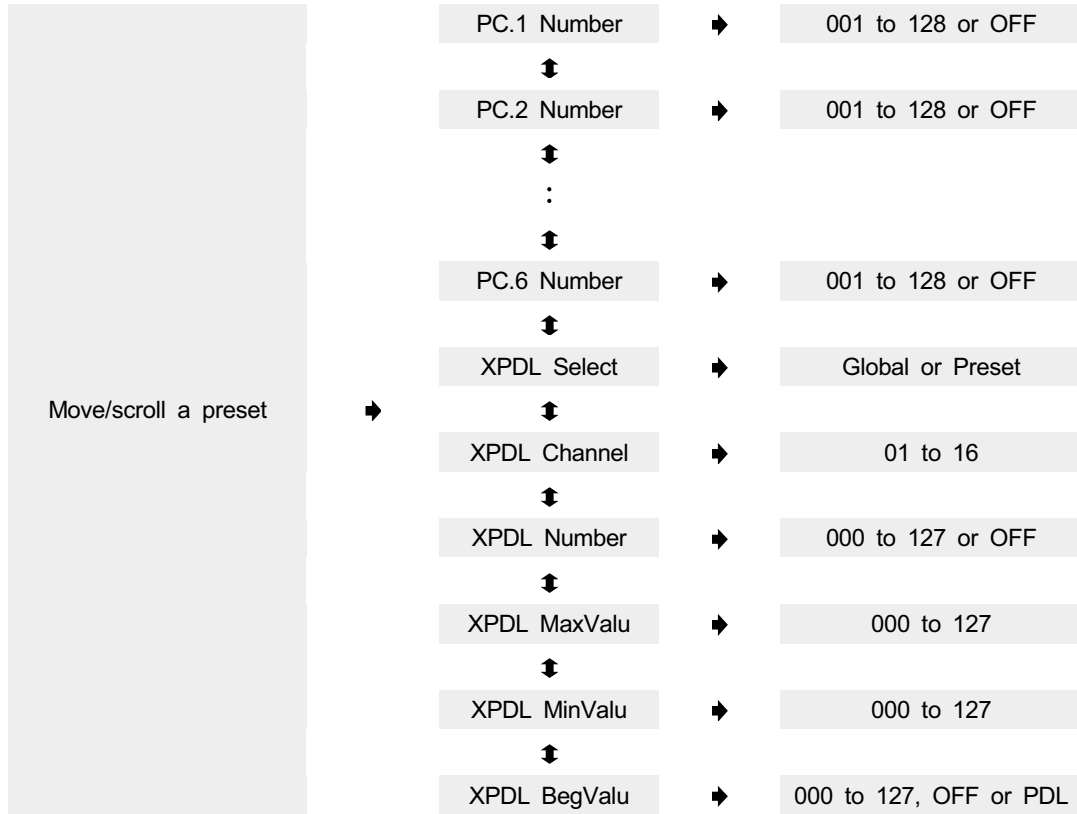 PC.1 Number 001 to 128 or OFF
PC.2 Number 001 to 128 or OFF
:
PC.6 Number 001 to 128 or OFF
XPDL Select Global or Preset
Move/scroll a preset
XPDL Channel 01 to 16
XPDL Number 000 to 127 or OFF
XPDL MaxValu 000 to 127
XPDL MinValu 000 to 127
XPDL BegValu 000 to 127, OFF or PDL